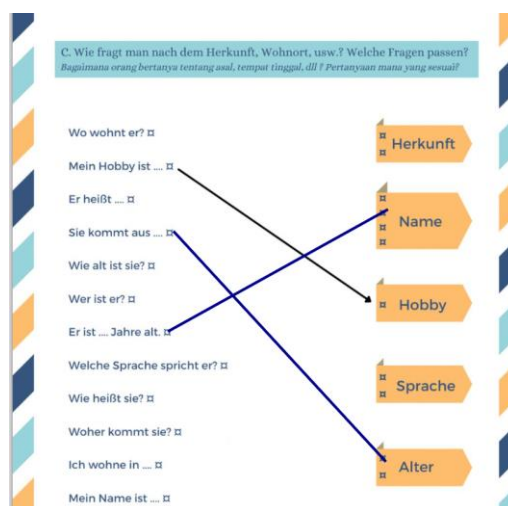 C. Wie fragt man nach dem Herkunft, Wohnort, usw.? Welche Fragen passen?
Bagaimana orang bertanya tentang asal, tempat tinggal, dll ? Pertanyaan mana yang sesuai?
Wo wohnt er? ¤
Mein Hobby ist .... ¤
Er heißt .... ¤
Sie kommt aus .... ¤
Wie alt ist sie? ¤
Wer ist er? ¤
Er ist .... Jahre alt. ¤
Welche Sprache spricht er? ¤
Wie heißt sie? ¤
Woher kommt sie? ¤
Ich wohne in .... ¤
Mein Name ist .... ¤
Herkunft
Name
Hobby
Sprache
Alter